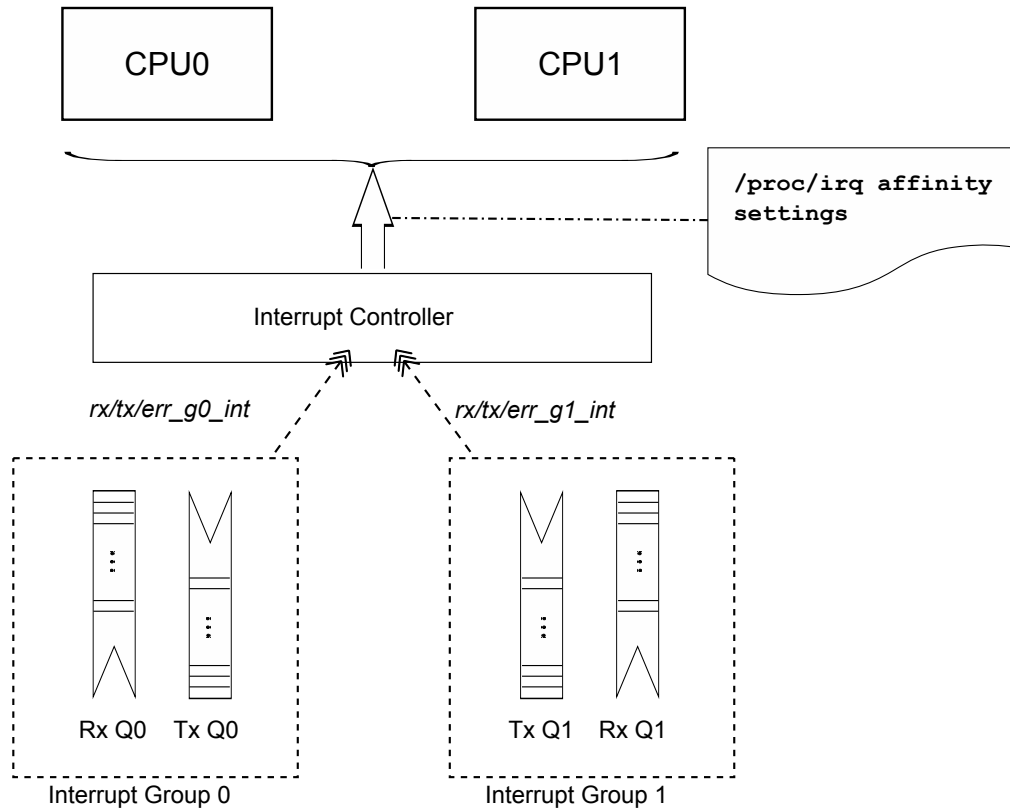 CPU0
CPU1
/proc/irq affinity
settings
Interrupt Controller
rx/tx/err_g0_int
rx/tx/err_g1_int
Rx Q0
Tx Q0
Tx Q1
Rx Q1
Interrupt Group 0
Interrupt Group 1